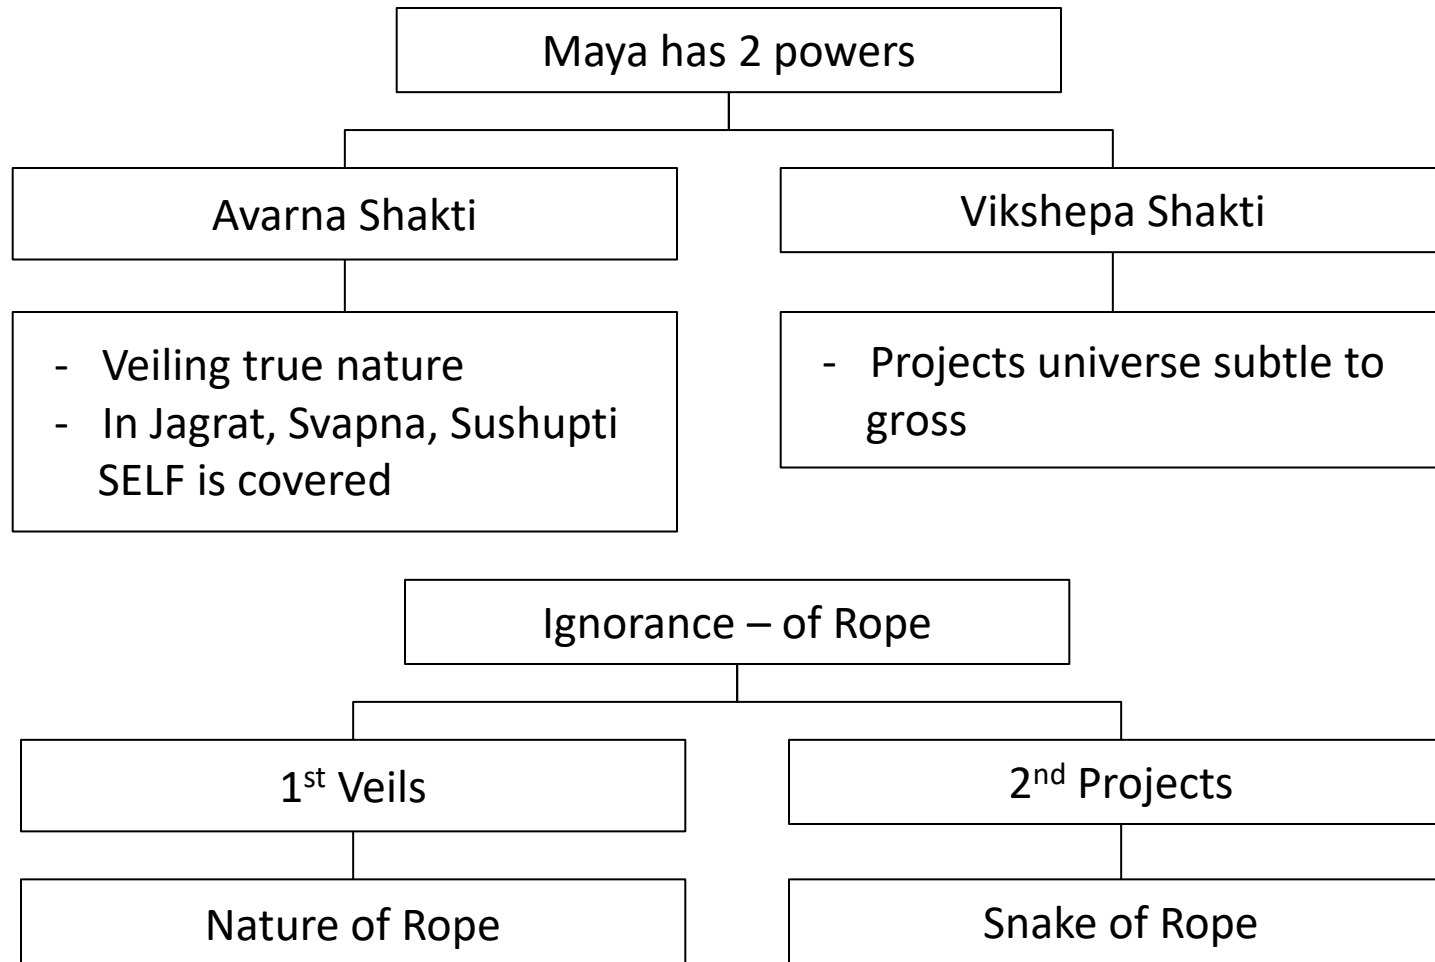 Maya has 2 powers
Avarna Shakti
Vikshepa Shakti
- Veiling true nature
- In Jagrat, Svapna, Sushupti
SELF is covered
- Projects universe subtle to
gross
Ignorance – of Rope
1st Veils
2nd Projects
Nature of Rope
Snake of Rope